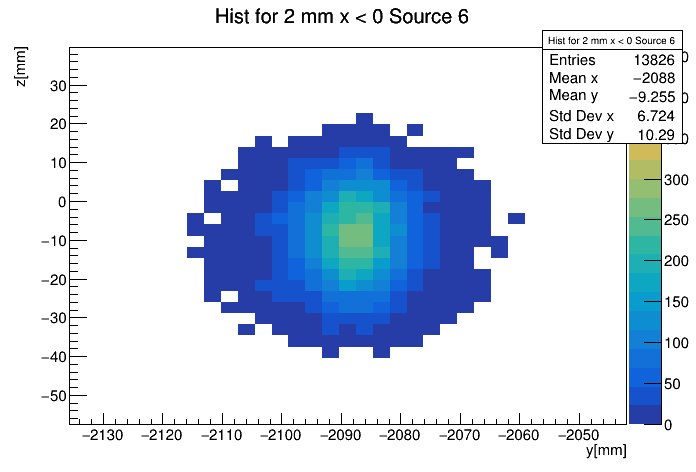 Hist for 2 mm x < 0 Source 6
z[mm]
Hist for 2 mm x < 0 Source 6
Entries 13826
Mean x −2088
Mean y −9.255
Std Dev x 6.724
Std Dev y 10.29
30
20
10
0
−10
−20
−30
−40
−50
300
250
200
150
100
50
0
−2130 −2120 −2110 −2100 −2090 −2080 −2070 −2060 −2050
y[mm]